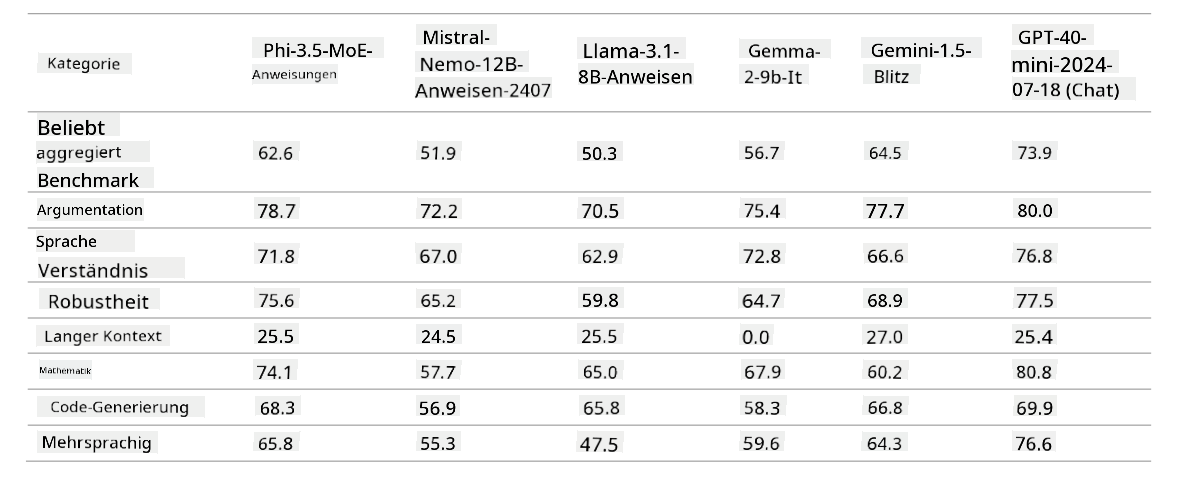 Kategorie
Phi-3.5-MoE-
Anweisungen
Mistral-
Nemo-12B-
Anweisen-2407
Llama-3.1-
8B-Anweisen
Gemma-
2-9b-It
Gemini-1.5-
Blitz
GPT-40-
mini-2024-
07-18 (Chat)
Beliebt
aggregiert
Benchmark
62.6 51.9 50.3 56.7 64.5 73.9
Argumentation 78.7 72.2 70.5 75.4 77.7 80.0
Sprache
Verständnis
71.8 67.0 62.9 72.8 66.6 76.8
Robustheit 75.6 65.2 59.8 64.7 68.9 77.5
Langer Kontext 25.5 24.5 25.5 0.0 27.0 25.4
Mathematik 74.1 57.7 65.0 67.9 60.2 80.8
Code-Generierung 68.3 56.9 65.8 58.3 66.8 69.9
Mehrsprachig 65.8 55.3 47.5 59.6 64.3 76.6